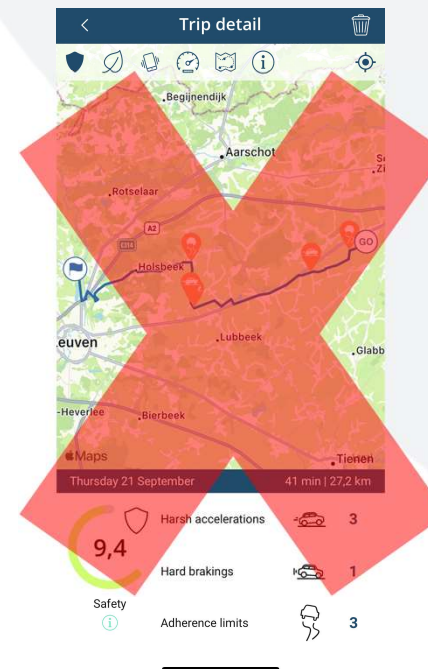 Trip detail
Begijnendijk
Aarschot
Rotselaar
A2
E314
GO
Holsbeek
euven
Lubbeek
Glabb
-Heverlee
Bierbeek
Maps
Tienen
Thursday 21 September 41 min | 27,2 km
Harsh accelerations 3
9,4
Hard brakings 1
Safety
Adherence limits 3